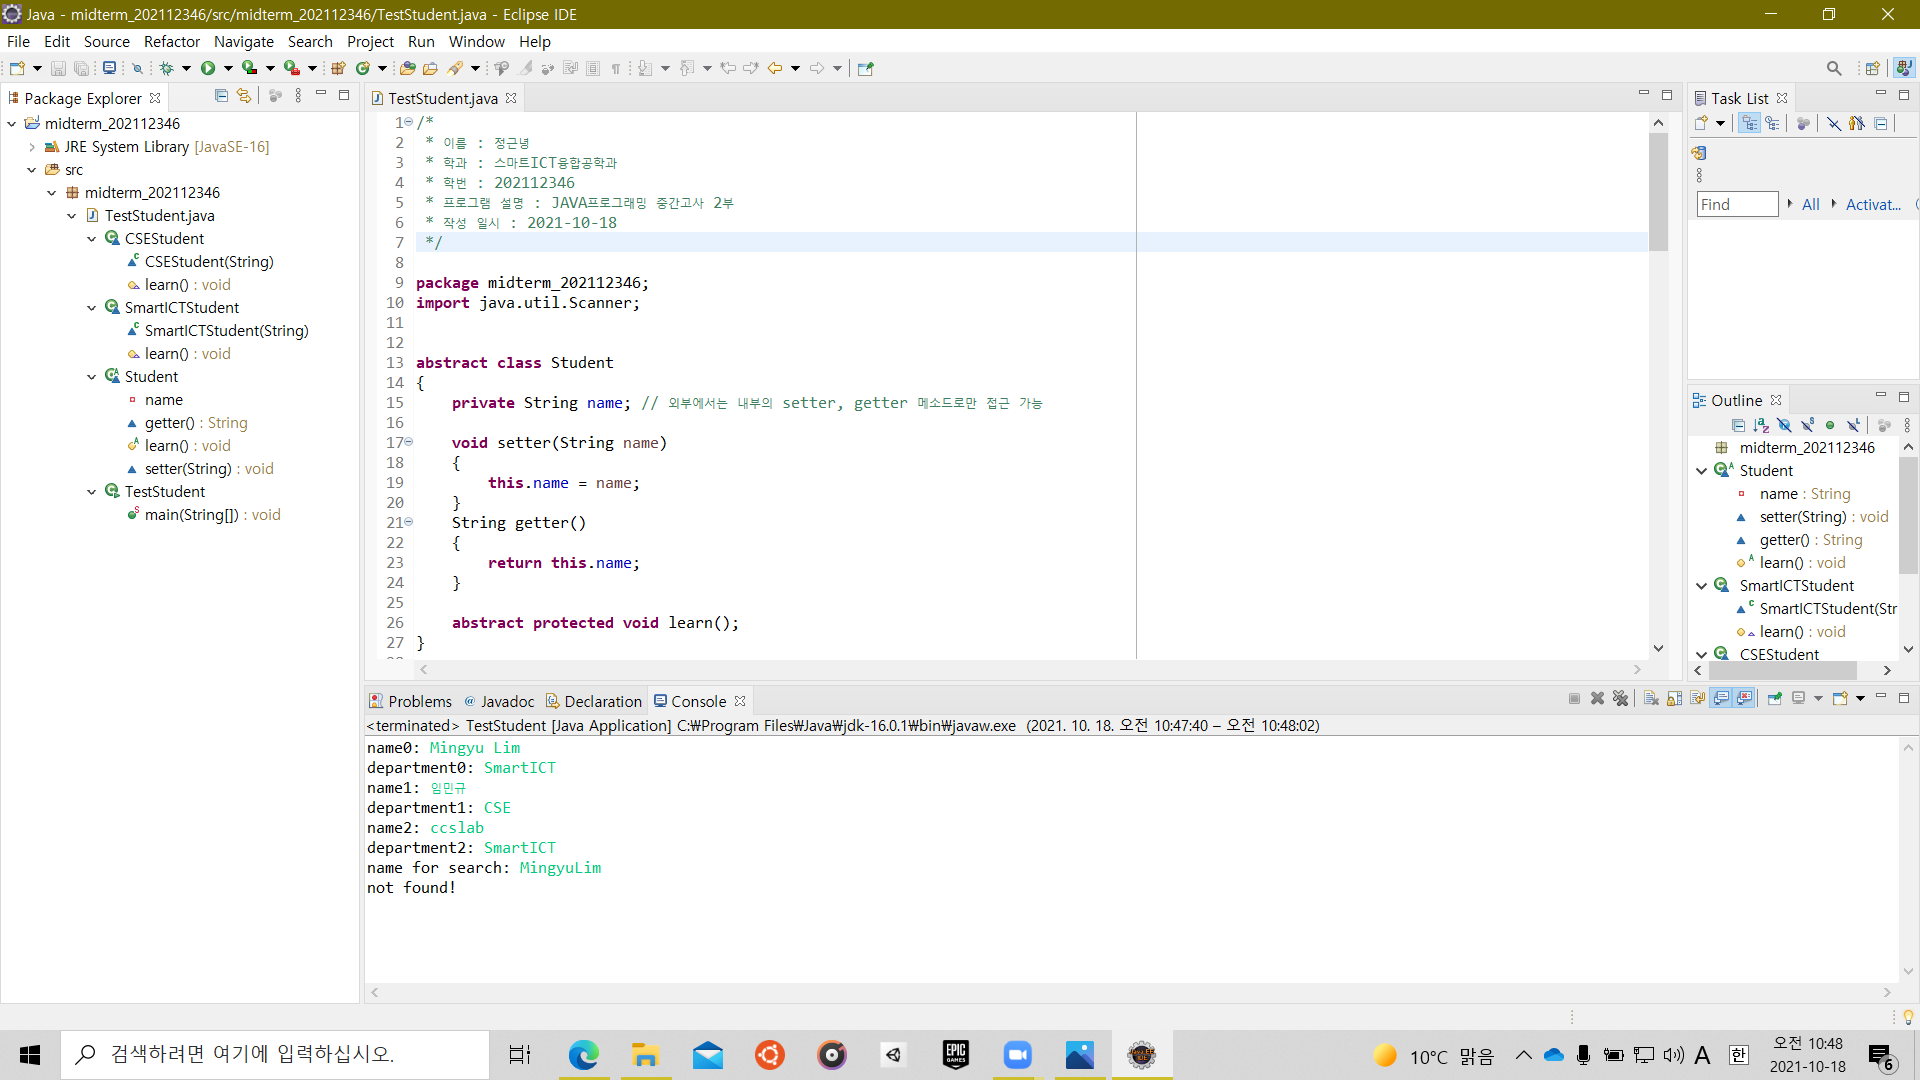 Java - midterm_202112346/src/midterm_202112346/TestStudent.java - Eclipse IDE
File Edit Source Refactor Navigate Search Project Run Window Help
Package Explorer
midterm_202112346
JRE System Library [JavaSE-16]
src
midterm_202112346
TestStudent.java
CSEStudent
CSEStudent(String)
learn() : void
SmartICTStudent
SmartICTStudent(String)
learn() : void
Student
name
getter() : String
learn() : void
setter(String) : void
TestStudent
main(String[]) : void
TestStudent.java
1 /*
2 * 이름 : 정근녕
3 * 학과 : 스마트ICT융합공학과
4 * 학번 : 202112346
5 * 프로그램 설명 : JAVA프로그래밍 중간고사 2부
6 * 작성 일시 : 2021-10-18
7 */
8
9 package midterm_202112346;
10 import java.util.Scanner;
11
12
13 abstract class Student
14 {
15 private String name; // 외부에서는 내부의 setter, getter 메소드로만 접근 가능
16
17 void setter(String name)
18 {
19 this.name = name;
20 }
21 String getter()
22 {
23 return this.name;
24 }
25
26 abstract protected void learn();
27 }
Task List
Find All Activat...
Outline
midterm_202112346
Student
name : String
setter(String) : void
getter() : String
learn() : void
SmartICTStudent
SmartICTStudent(Str
learn() : void
CSEStudent
Problems Javadoc Declaration Console
<terminated> TestStudent [Java Application] C:₩Program Files₩Java₩jdk-16.0.1₩bin₩javaw.exe (2021. 10. 18. 오전 10:47:40 – 오전 10:48:02)
name0: Mingyu Lim
department0: SmartICT
name1: 임민규
department1: CSE
name2: ccslab
department2: SmartICT
name for search: MingyuLim
not found!
검색하려면 여기에 입력하십시오.
EPIC GAMES
10°C 맑음
A 한
오전 10:48
2021-10-18
6